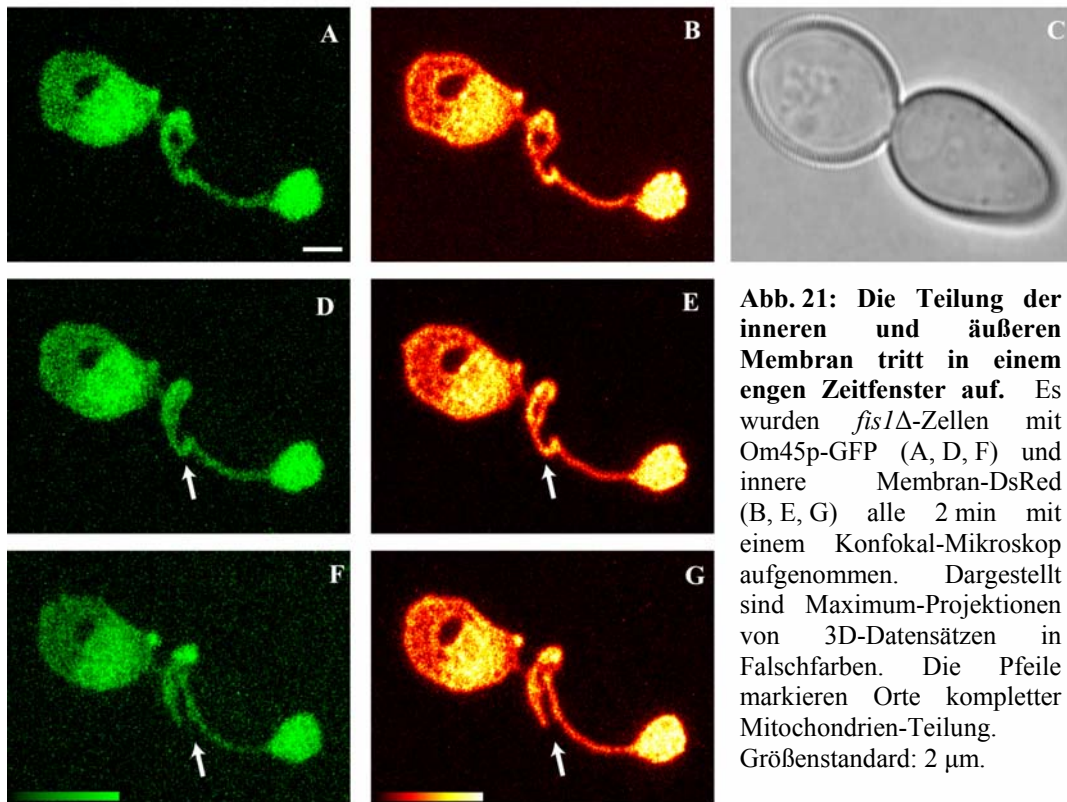 A
B
C
D
E
F
G
Abb. 21: Die Teilung der
inneren und äußeren
Membran tritt in einem
engen Zeitfenster auf. Es
wurden fis1Δ-Zellen mit
Om45p-GFP (A, D, F) und
innere Membran-DsRed
(B, E, G) alle 2 min mit
einem Konfokal-Mikroskop
aufgenommen. Dargestellt
sind Maximum-Projektionen
von 3D-Datensätzen in
Falschfarben. Die Pfeile
markieren Orte kompletter
Mitochondrien-Teilung.
Größenstandard: 2 µm.